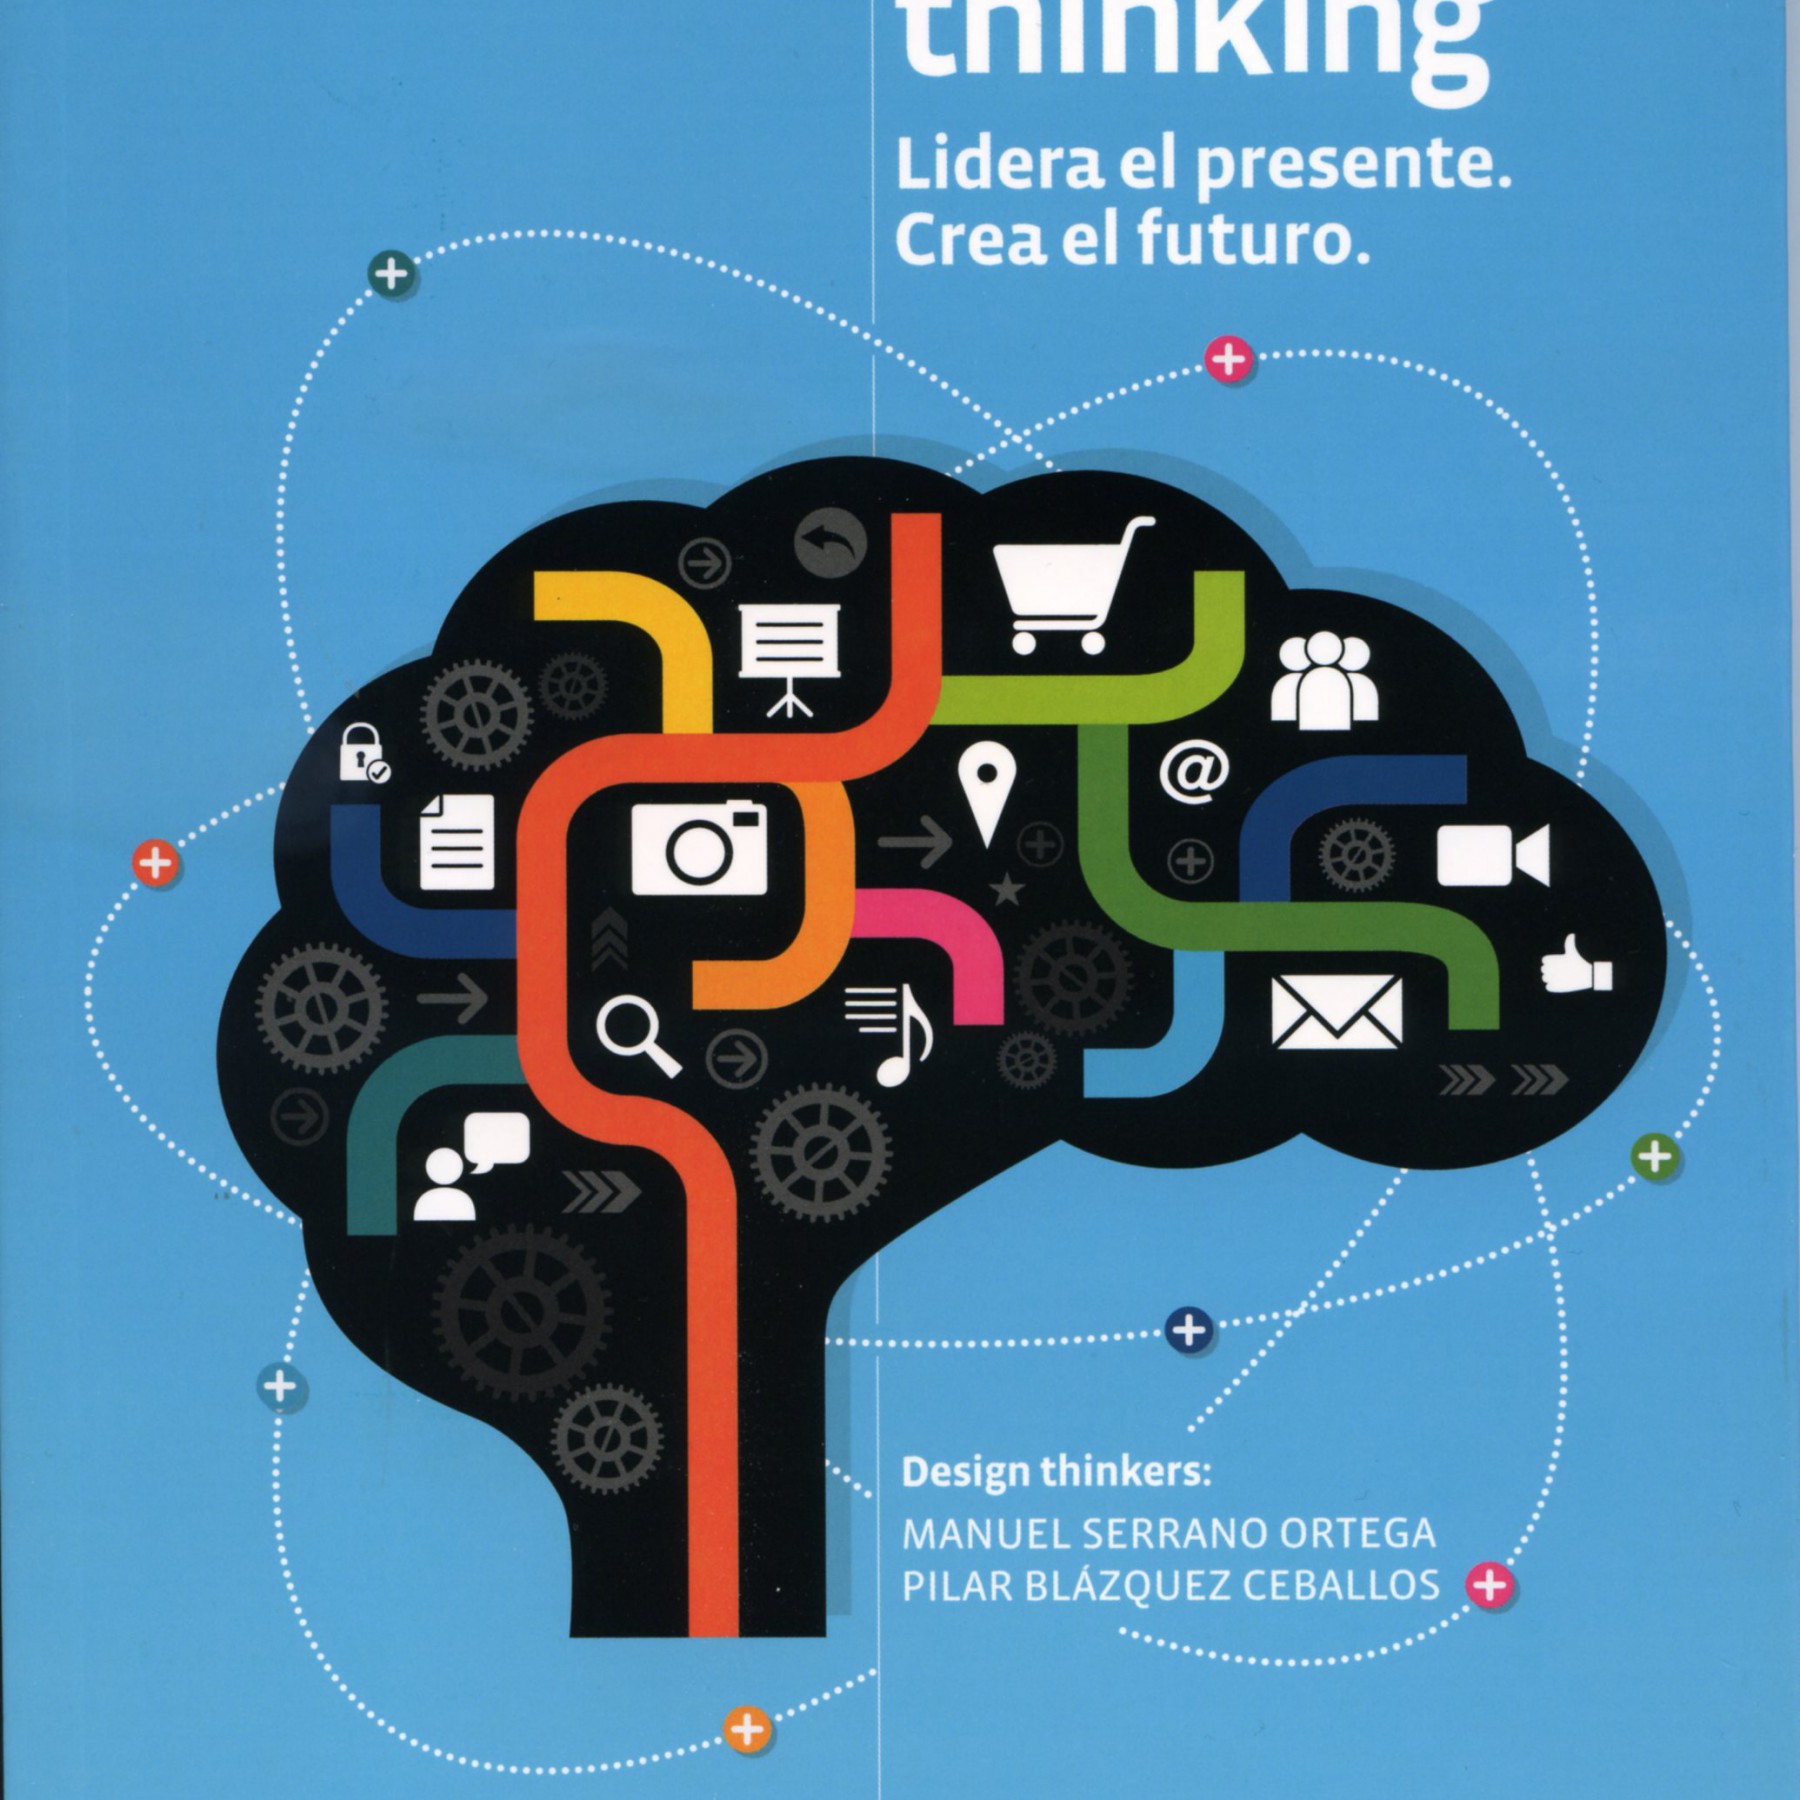 thinking
Lidera el presente.
Crea el futuro.
@
Design thinkers:
MANUEL SERRANO ORTEGA
PILAR BLÁZQUEZ CEBALLOS